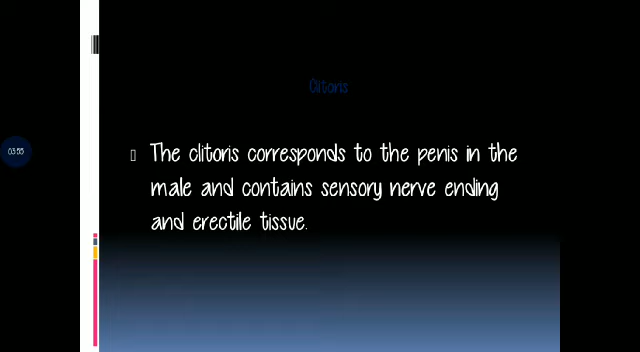 Clitoris
03:55
The clitoris corresponds to the penis in the
male and contains sensory nerve ending
and erectile tissue.